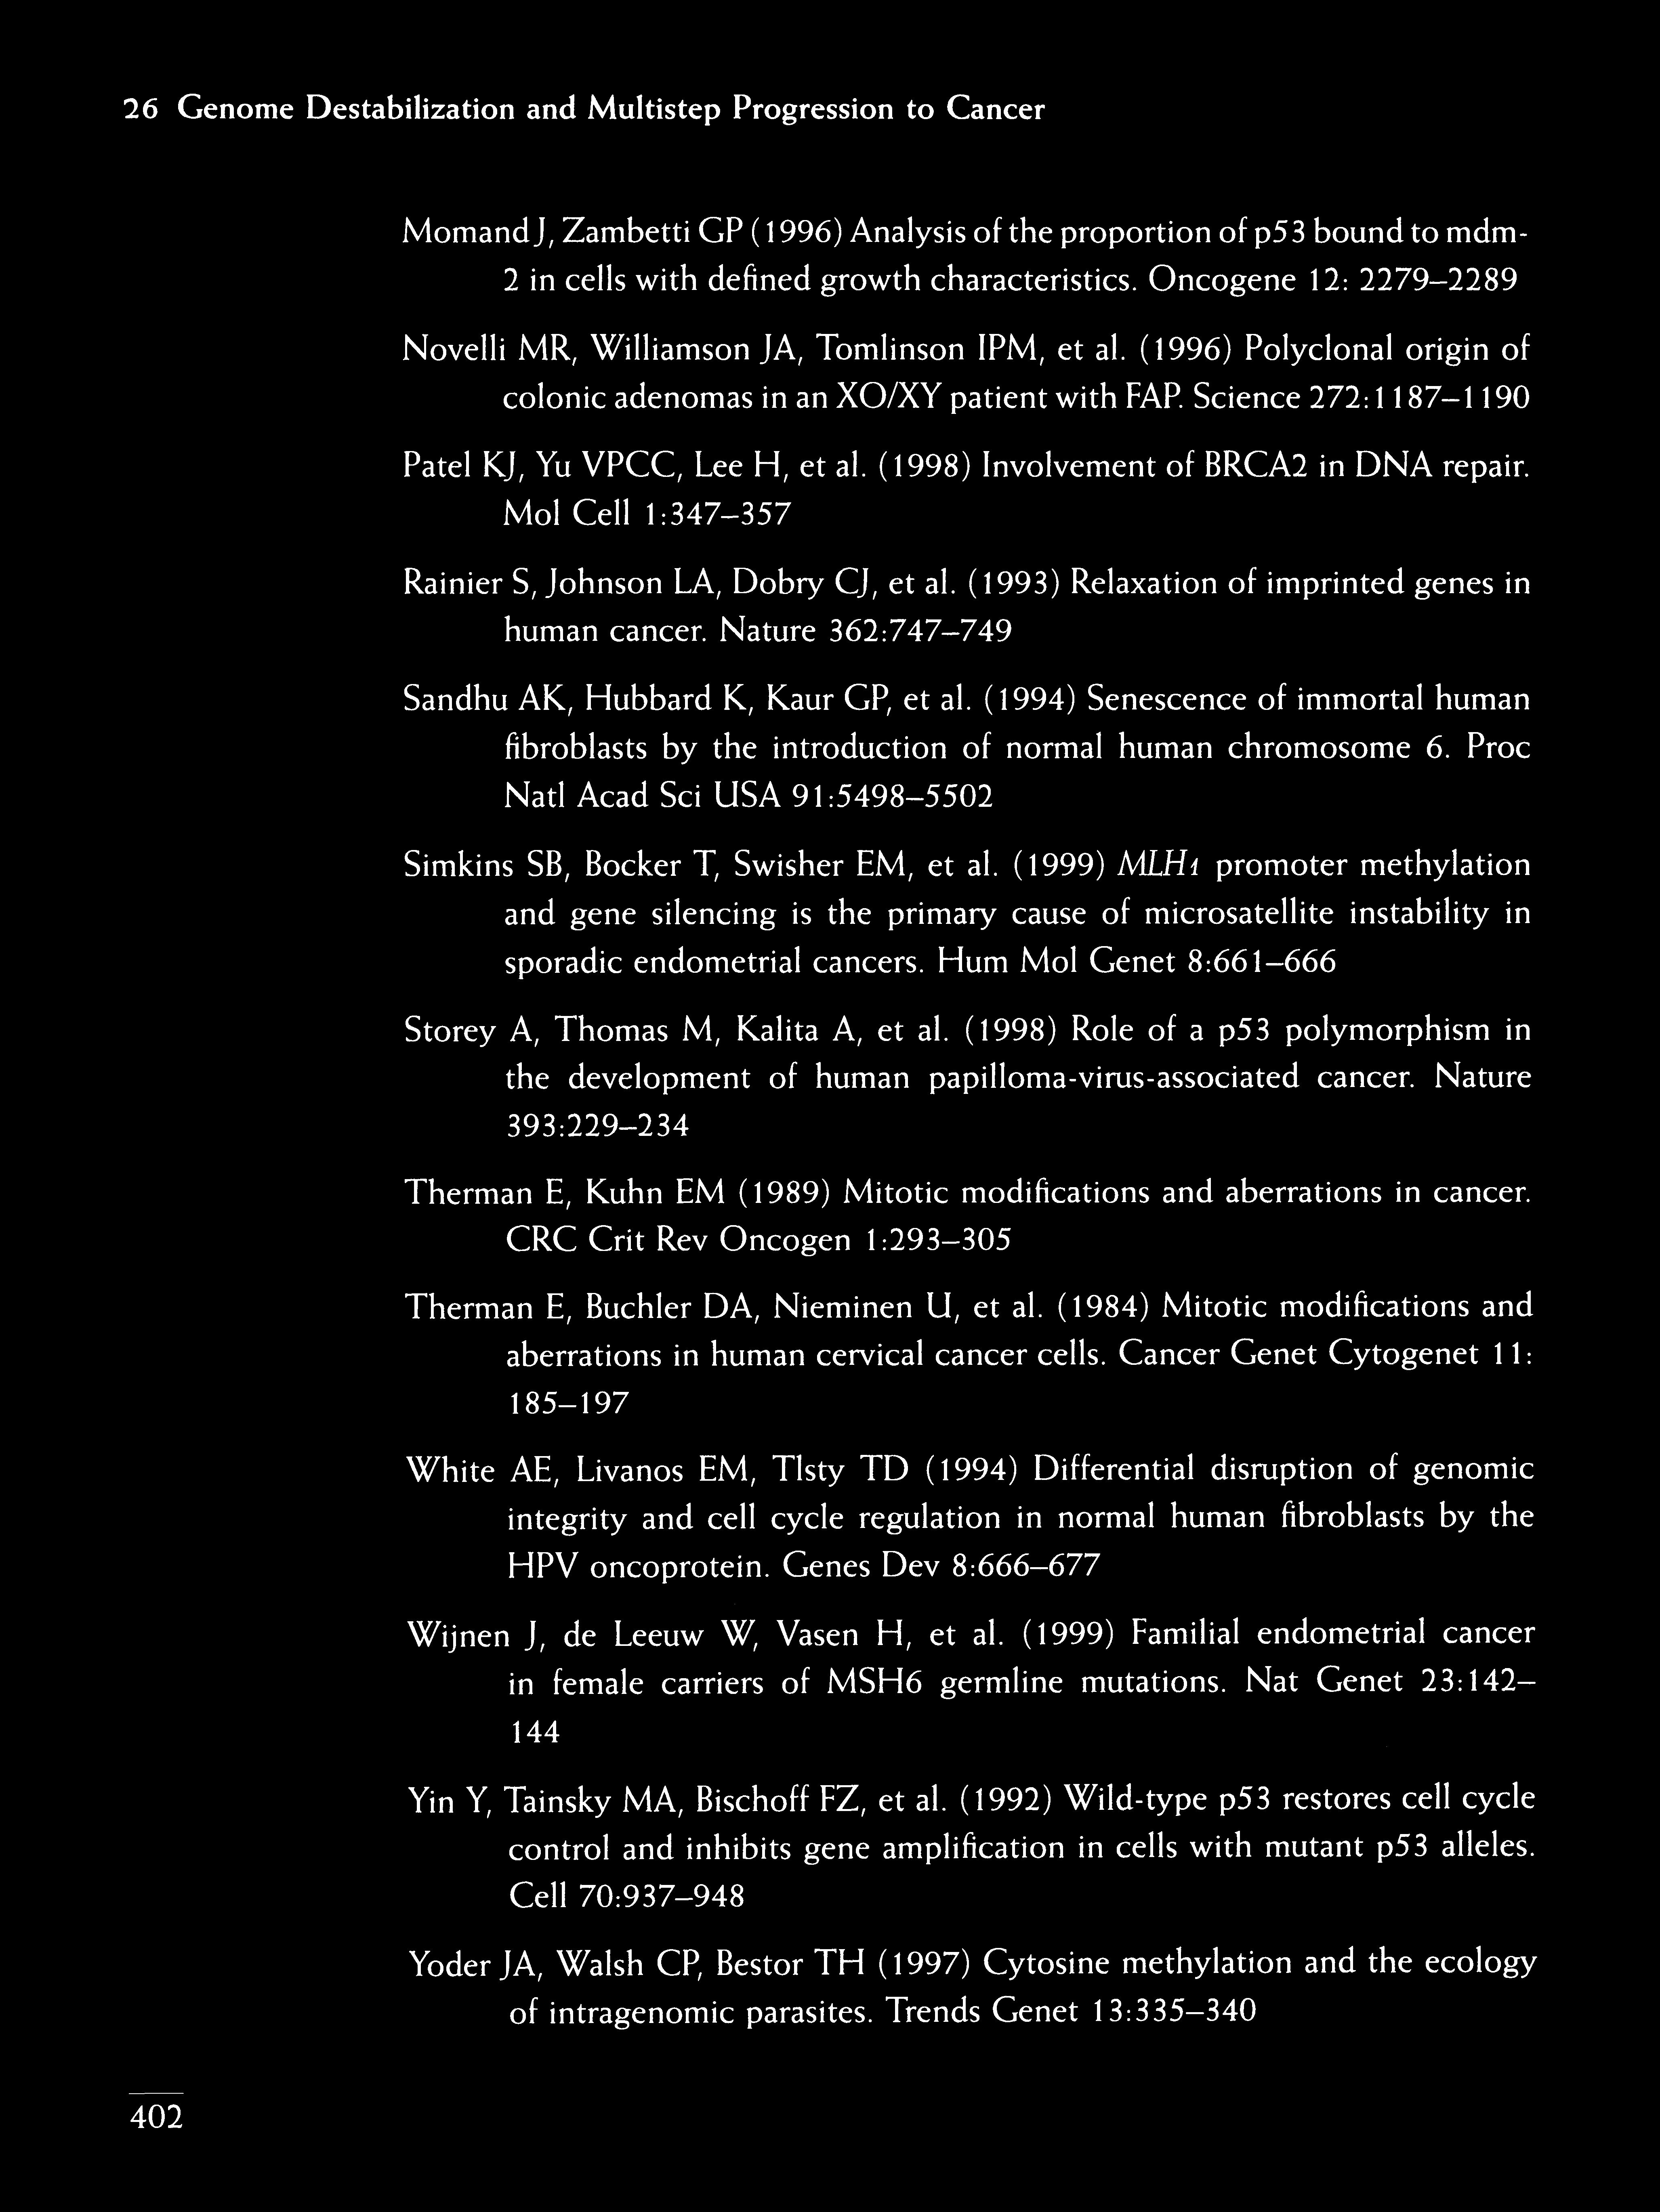 26 Genome Destabilization and Multistep Progression to Cancer
Momand J, Zambetti GP (1996) Analysis of the proportion of p53 bound to mdm-
2 in cells with defined growth characteristics. Oncogene 12: 2279–2289
Novelli MR, Williamson JA, Tomlinson IPM, et al. (1996) Polyclonal origin of
colonic adenomas in an XO/XY patient with FAP. Science 272:1187–1190
Patel KJ, Yu VPCC, Lee H, et al. (1998) Involvement of BRCA2 in DNA repair.
Mol Cell 1:347–357
Rainier S, Johnson LA, Dobry CJ, et al. (1993) Relaxation of imprinted genes in
human cancer. Nature 362:747–749
Sandhu AK, Hubbard K, Kaur GP, et al. (1994) Senescence of immortal human
fibroblasts by the introduction of normal human chromosome 6. Proc
Natl Acad Sci USA 91:5498–5502
Simkins SB, Bocker T, Swisher EM, et al. (1999) MLH1 promoter methylation
and gene silencing is the primary cause of microsatellite instability in
sporadic endometrial cancers. Hum Mol Genet 8:661–666
Storey A, Thomas M, Kalita A, et al. (1998) Role of a p53 polymorphism in
the development of human papilloma-virus-associated cancer. Nature
393:229–234
Therman E, Kuhn EM (1989) Mitotic modifications and aberrations in cancer.
CRC Crit Rev Oncogen 1:293–305
Therman E, Buchler DA, Nieminen U, et al. (1984) Mitotic modifications and
aberrations in human cervical cancer cells. Cancer Genet Cytogenet 11:
185–197
White AE, Livanos EM, Tlsty TD (1994) Differential disruption of genomic
integrity and cell cycle regulation in normal human fibroblasts by the
HPV oncoprotein. Genes Dev 8:666–677
Wijnen J, de Leeuw W, Vasen H, et al. (1999) Familial endometrial cancer
in female carriers of MSH6 germline mutations. Nat Genet 23:142–
144
Yin Y, Tainsky MA, Bischoff FZ, et al. (1992) Wild-type p53 restores cell cycle
control and inhibits gene amplification in cells with mutant p53 alleles.
Cell 70:937–948
Yoder JA, Walsh CP, Bestor TH (1997) Cytosine methylation and the ecology
of intragenomic parasites. Trends Genet 13:335–340
402